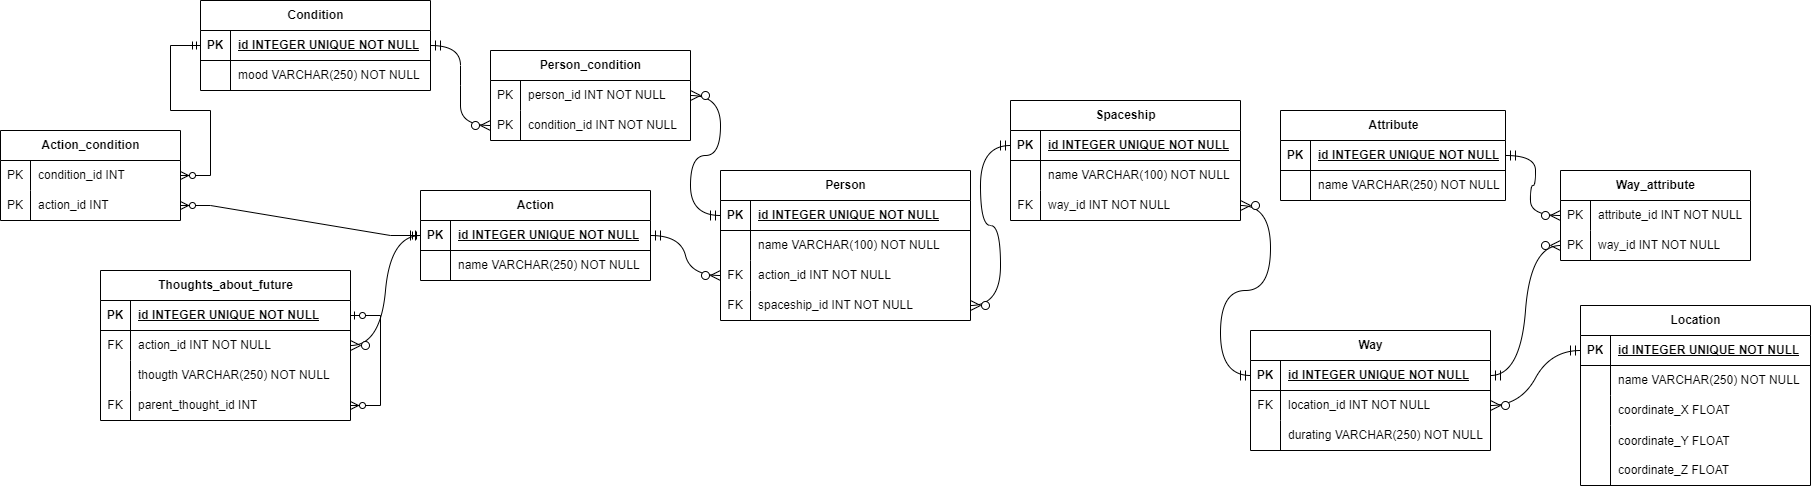 Condition
PK id INTEGER UNIQUE NOT NULL
mood VARCHAR(250) NOT NULL
Person_condition
PK person_id INT NOT NULL
PK condition_id INT NOT NULL
Action_condition
PK condition_id INT
PK action_id INT
Action
PK id INTEGER UNIQUE NOT NULL
name VARCHAR(250) NOT NULL
Thoughts_about_future
PK id INTEGER UNIQUE NOT NULL
FK action_id INT NOT NULL
thougth VARCHAR(250) NOT NULL
FK parent_thought_id INT
Person
PK id INTEGER UNIQUE NOT NULL
name VARCHAR(100) NOT NULL
FK action_id INT NOT NULL
FK spaceship_id INT NOT NULL
Spaceship
PK id INTEGER UNIQUE NOT NULL
name VARCHAR(100) NOT NULL
FK way_id INT NOT NULL
Attribute
PK id INTEGER UNIQUE NOT NULL
name VARCHAR(250) NOT NULL
Way_attribute
PK attribute_id INT NOT NULL
PK way_id INT NOT NULL
Way
PK id INTEGER UNIQUE NOT NULL
FK location_id INT NOT NULL
durating VARCHAR(250) NOT NULL
Location
PK id INTEGER UNIQUE NOT NULL
name VARCHAR(250) NOT NULL
coordinate_X FLOAT
coordinate_Y FLOAT
coordinate_Z FLOAT